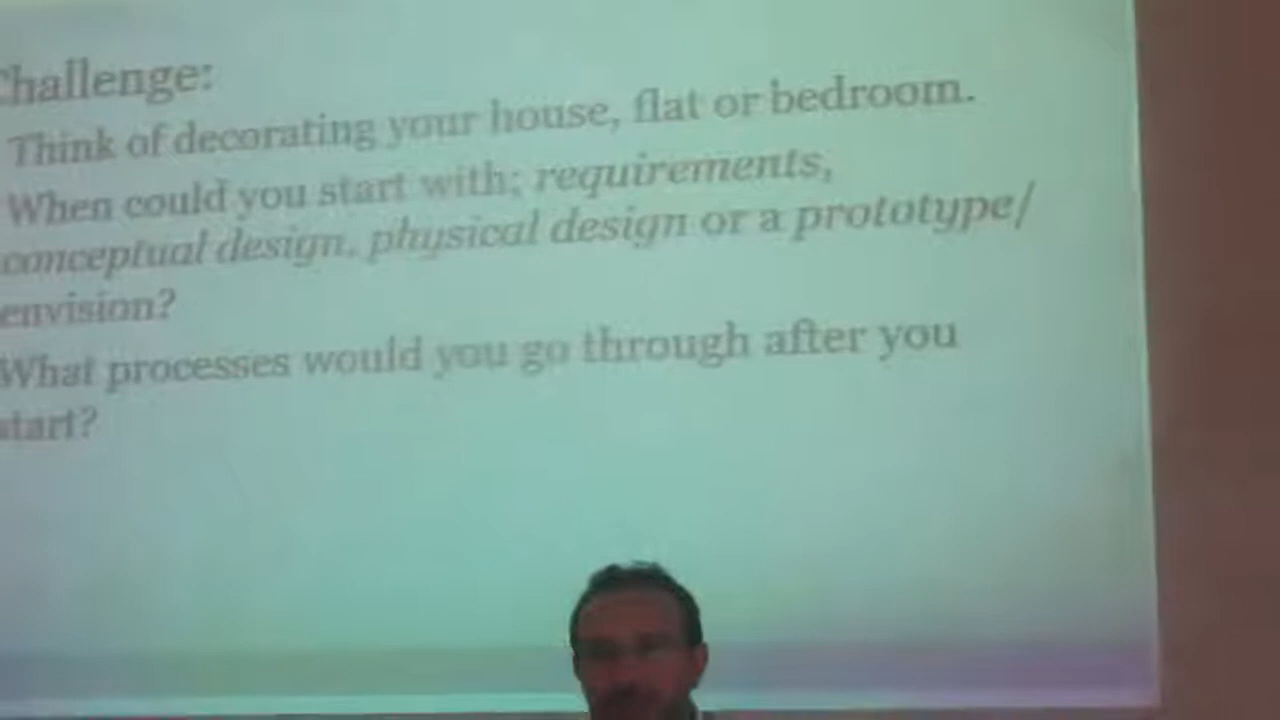 Challenge:
Think of decorating your house, flat or bedroom.
When could you start with; requirements,
conceptual design, physical design or a prototype/
envision?
What processes would you go through after you
start?